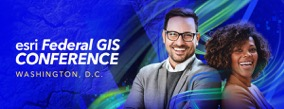 esri Federal GIS
CONFERENCE
WASHINGTON, D.C.